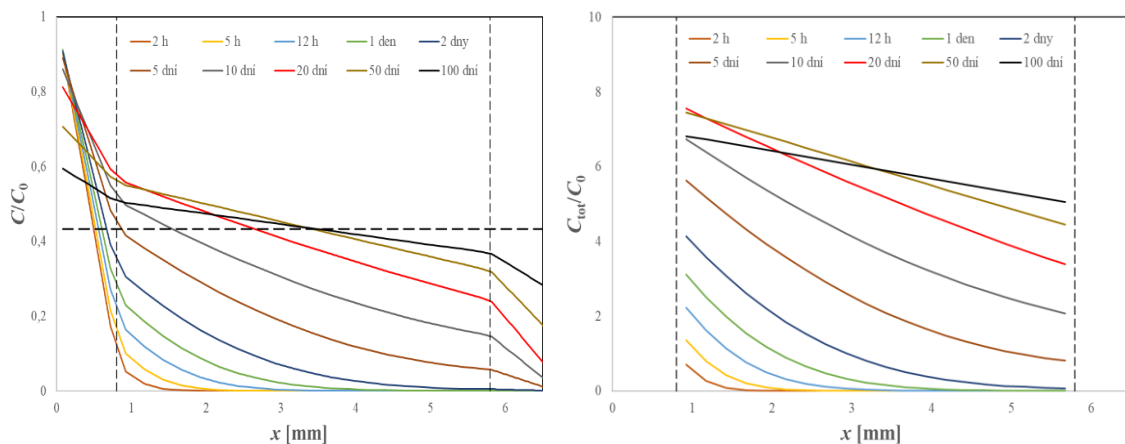 1
0,8
0,6
0,4
0,2
0
C/C₀
0 1 2 3 4 5 6
x [mm]
2 h 5 h 12 h 1 den 2 dny
5 dní 10 dní 20 dní 50 dní 100 dní
10
8
6
4
2
0
C_tot/C₀
0 1 2 3 4 5 6
x [mm]
2 h 5 h 12 h 1 den 2 dny
5 dní 10 dní 20 dní 50 dní 100 dní